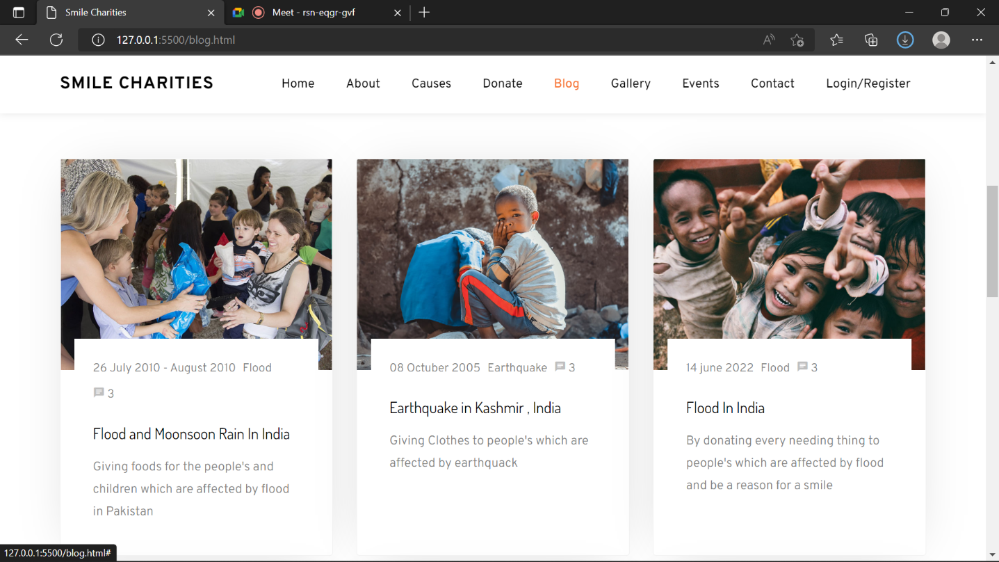 Smile Charities
Meet - rsn-eqgr-gvf
127.0.0.1:5500/blog.html
SMILE CHARITIES
Home About Causes Donate Blog Gallery Events Contact Login/Register
26 July 2010 - August 2010 Flood
3
Flood and Moonsoon Rain In India
Giving foods for the people's and
children which are affected by flood
in Pakistan
08 Octuber 2005 Earthquake 3
Earthquake in Kashmir , India
Giving Clothes to people's which are
affected by earthquack
14 june 2022 Flood 3
Flood In India
By donating every needing thing to
people's which are affected by flood
and be a reason for a smile
127.0.0.1:5500/blog.html#